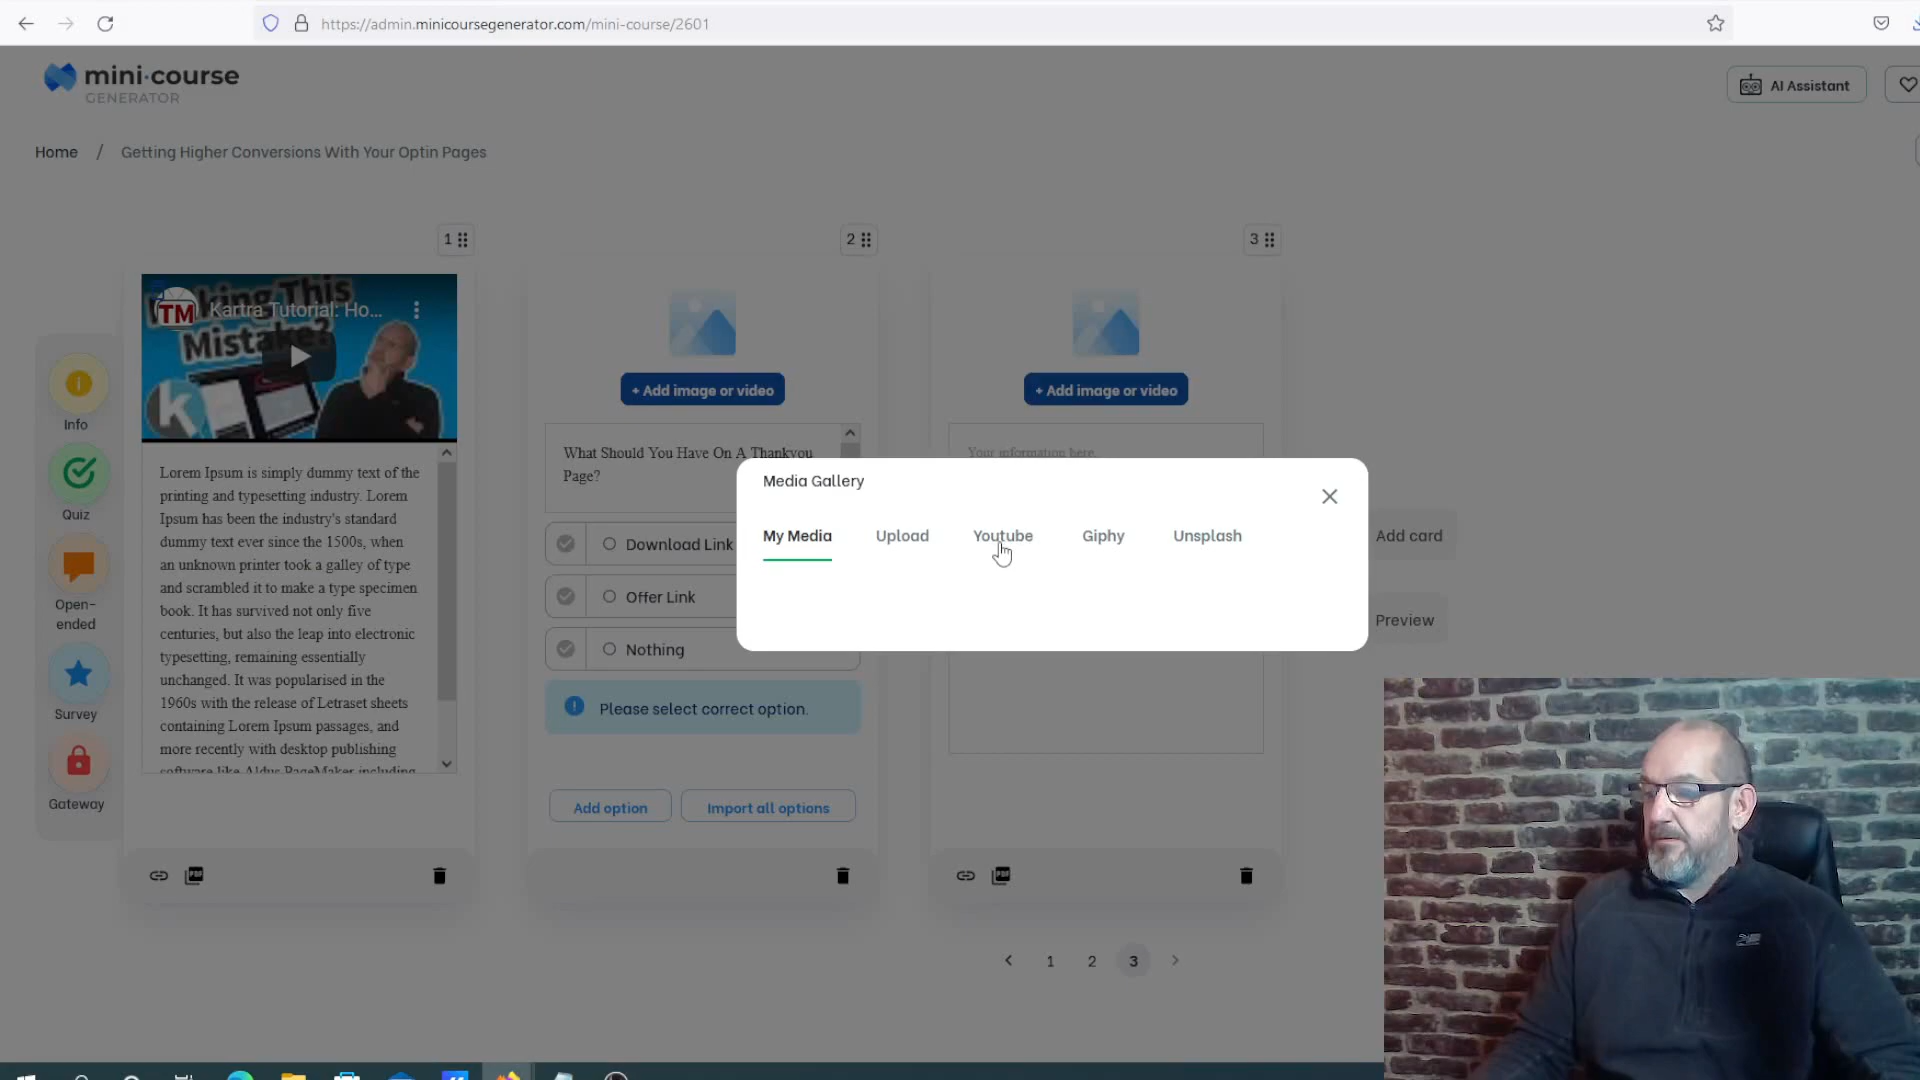 https://admin.minicoursegenerator.com/mini-course/2601
mini·course
GENERATOR
AI Assistant
Home / Getting Higher Conversions With Your Optin Pages
1
2
3
Making This
Mistake?
TM
Kartra Tutorial: Ho...
k
Lorem Ipsum is simply dummy text of the
printing and typesetting industry. Lorem
Ipsum has been the industry's standard
dummy text ever since the 1500s, when
an unknown printer took a galley of type
and scrambled it to make a type specimen
book. It has survived not only five
centuries, but also the leap into electronic
typesetting, remaining essentially
unchanged. It was popularised in the
1960s with the release of Letraset sheets
containing Lorem Ipsum passages, and
more recently with desktop publishing
software like Aldus PageMaker including
Info
Quiz
Open-
ended
Survey
Gateway
PDF
+ Add image or video
What Should You Have On A Thankyou
Page?
Download Link
Offer Link
Nothing
Please select correct option.
Add option
Import all options
+ Add image or video
Your information here.
PDF
Media Gallery
My Media
Upload
Youtube
Giphy
Unsplash
Add card
Preview
1
2
3